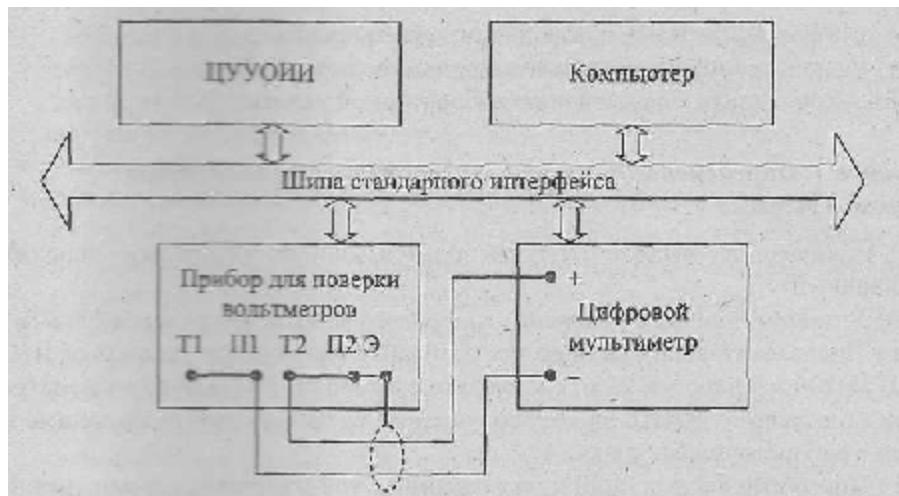 ЦУУОИИ
Компьютер
Шина стандартного интерфейса
Прибор для поверки
вольтметров
Т1 П1 Т2 П2 Э
+
Цифровой
мультиметр